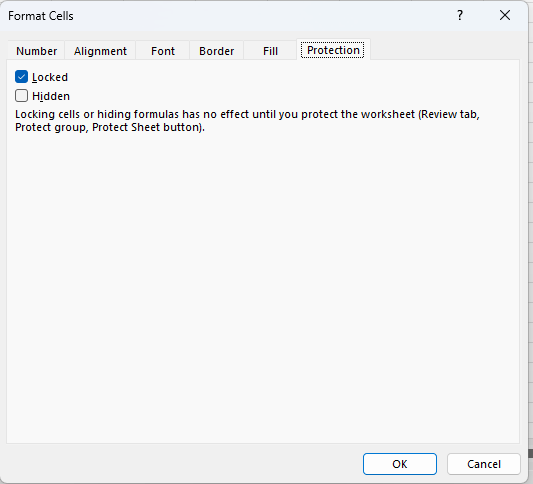 Format Cells
?
Number Alignment Font Border Fill Protection
Locked
Hidden
Locking cells or hiding formulas has no effect until you protect the worksheet (Review tab,
Protect group, Protect Sheet button).
OK Cancel